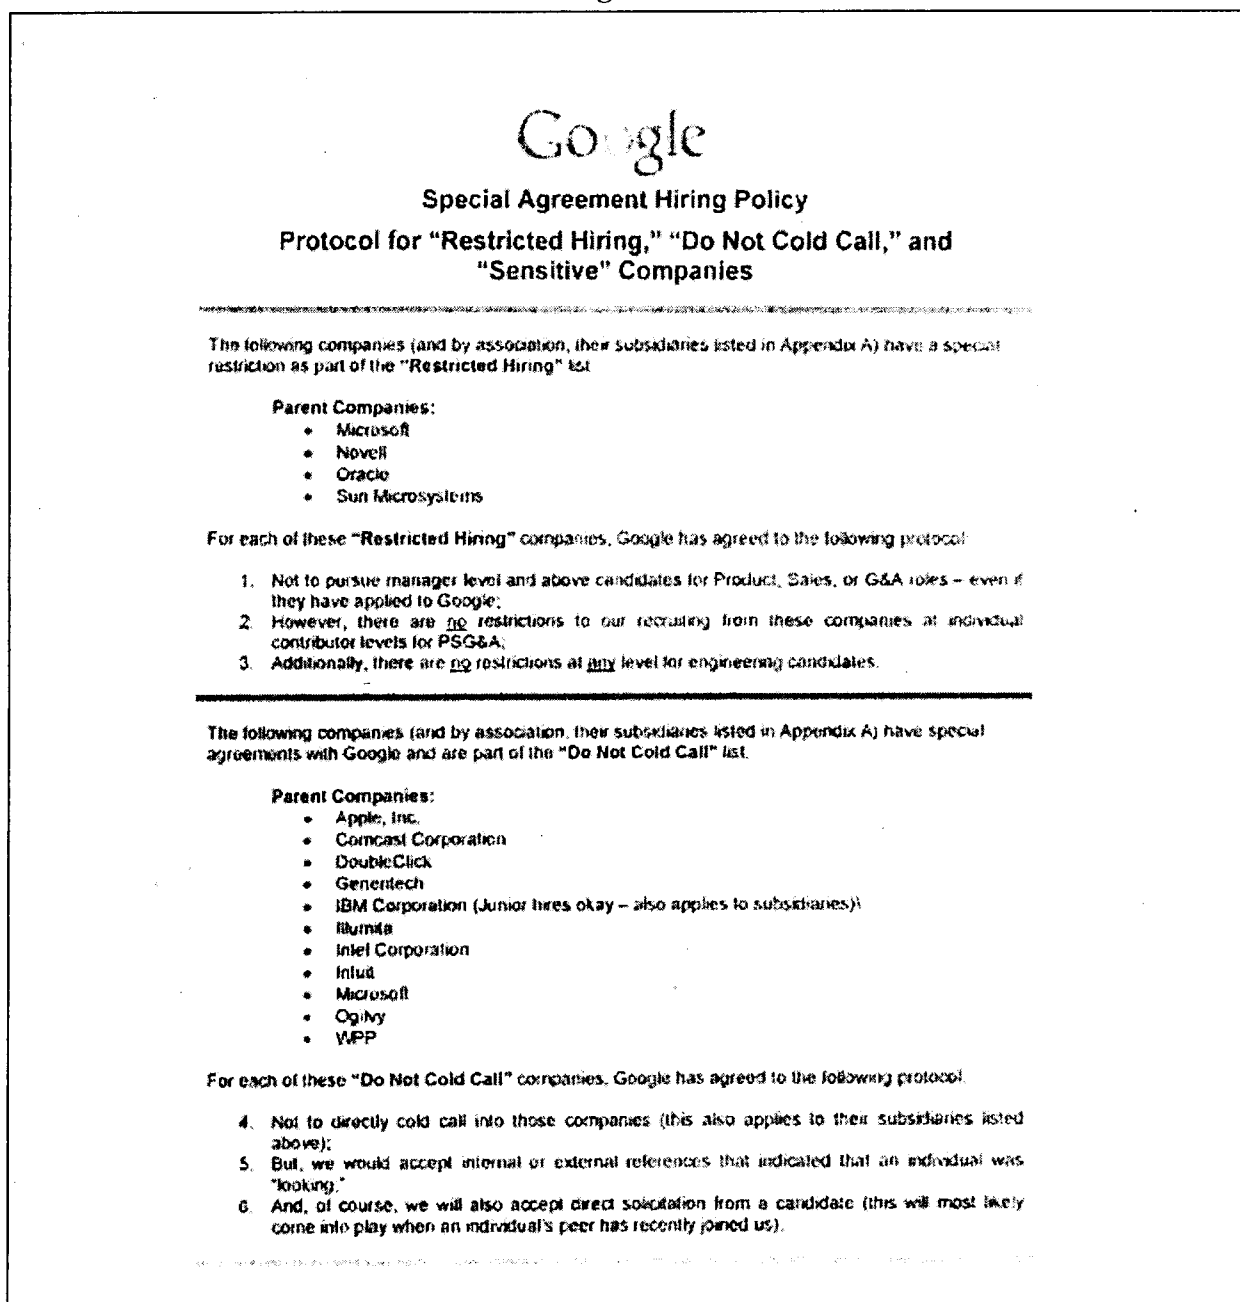 Google
Special Agreement Hiring Policy
Protocol for “Restricted Hiring,” “Do Not Cold Call,” and
“Sensitive” Companies
The following companies (and by association, their subsidiaries listed in Appendix A) have a special
restriction as part of the “Restricted Hiring” list
Parent Companies:
• Microsoft
• Novell
• Oracle
• Sun Microsystems
For each of these “Restricted Hiring” companies, Google has agreed to the following protocol:
1. Not to pursue manager level and above candidates for Product, Sales, or G&A roles – even if
they have applied to Google;
2. However, there are no restrictions to our recruiting from these companies at individual
contributor levels for PSG&A;
3. Additionally, there are no restrictions at any level for engineering candidates.
The following companies (and by association, their subsidiaries listed in Appendix A) have special
agreements with Google and are part of the “Do Not Cold Call” list.
Parent Companies:
• Apple, Inc.
• Comcast Corporation
• DoubleClick
• Genentech
• IBM Corporation (Junior hires okay – also applies to subsidiaries)\
• Illumita
• Intel Corporation
• Intuit
• Microsoft
• Ogilvy
• WPP
For each of these “Do Not Cold Call” companies, Google has agreed to the following protocol:
4. Not to directly cold call into those companies (this also applies to their subsidiaries listed
above);
5. But, we would accept internal or external references that indicated that an individual was
“looking.”
6. And, of course, we will also accept direct solicitation from a candidate (this will most likely
come into play when an individual's peer has recently joined us).